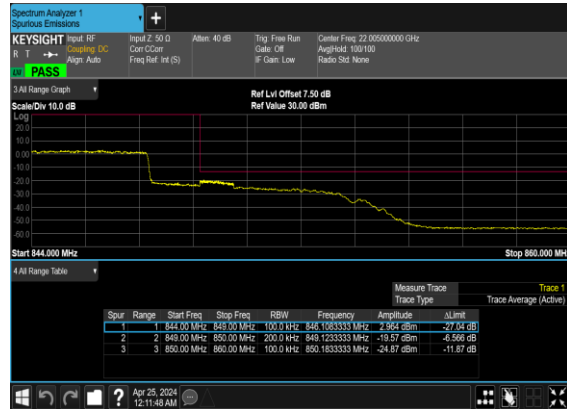 Spectrum Analyzer 1
Spurious Emissions
KEYSIGHT Input: RF Input Z: 50 Ω Atten: 40 dB Trig: Free Run Center Freq: 22.005000000 GHz
R T Coupling: DC Corr CCorr Gate: Off Avg|Hold: 100/100
Align: Auto Freq Ref: Int (S) IF Gain: Low Radio Std: None
PASS
3 All Range Graph
Ref Lvl Offset 7.50 dB
Scale/Div 10.0 dB Ref Value 30.00 dBm
Log
20.0
10.0
0.00
-10.0
-20.0
-30.0
-40.0
-50.0
-60.0
Start 844.000 MHz Stop 860.000 MH
4 All Range Table
Measure Trace Trace 1
Trace Type Trace Average (Active)
Spur Range Start Freq Stop Freq RBW Frequency Amplitude ΔLimit
1 1 844.00 MHz 849.00 MHz 100.0 kHz 846.1083333 MHz 2.964 dBm -27.04 dB
2 2 849.00 MHz 850.00 MHz 200.0 kHz 849.1233333 MHz -19.57 dBm -6.566 dB
3 3 850.00 MHz 860.00 MHz 100.0 kHz 850.1833333 MHz -24.87 dBm -11.87 dB
? Apr 25, 2024
12:11:48 AM